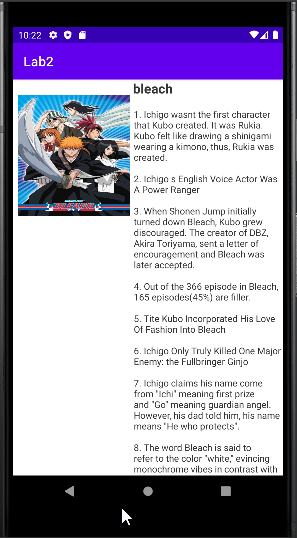 10:22
Lab2
bleach
1. Ichigo wasnt the first character
that Kubo created. It was Rukia.
Kubo felt like drawing a shinigami
wearing a kimono, thus, Rukia was
created.
2. Ichigo s English Voice Actor Was
A Power Ranger
3. When Shonen Jump initially
turned down Bleach, Kubo grew
discouraged. The creator of DBZ,
Akira Toriyama, sent a letter of
encouragement and Bleach was
later accepted.
4. Out of the 366 episode in Bleach,
165 episodes(45%) are filler.
5. Tite Kubo Incorporated His Love
Of Fashion Into Bleach
6. Ichigo Only Truly Killed One Major
Enemy: the Fullbringer Ginjo
7. Ichigo claims his name come
from "Ichi" meaning first prize
and "Go" meaning guardian angel.
However, his dad told him, his name
means "He who protects".
8. The word Bleach is said to
refer to the color "white," evincing
monochrome vibes in contrast with